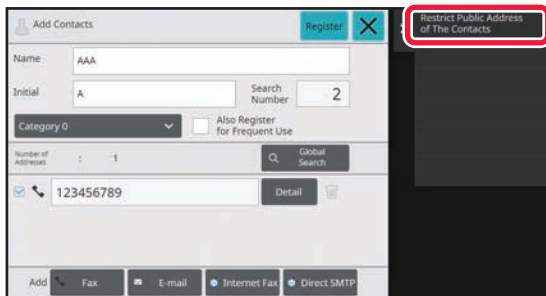 Add Contacts
Register
Restrict Public Address
of The Contacts
Name
AAA
Initial
A
Search
Number
2
Category 0
Also Register
for Frequent Use
Number of
Addresses
:
1
Global
Search
123456789
Detail
Add
Fax
E-mail
Internet Fax
Direct SMTP